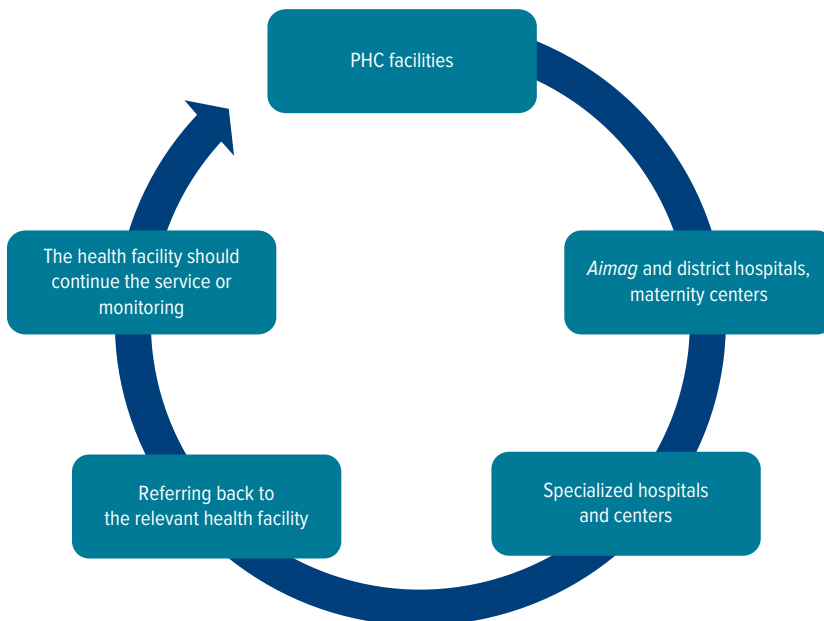 PHC facilities
Aimag and district hospitals,
maternity centers
Specialized hospitals
and centers
Referring back to
the relevant health facility
The health facility should
continue the service or
monitoring